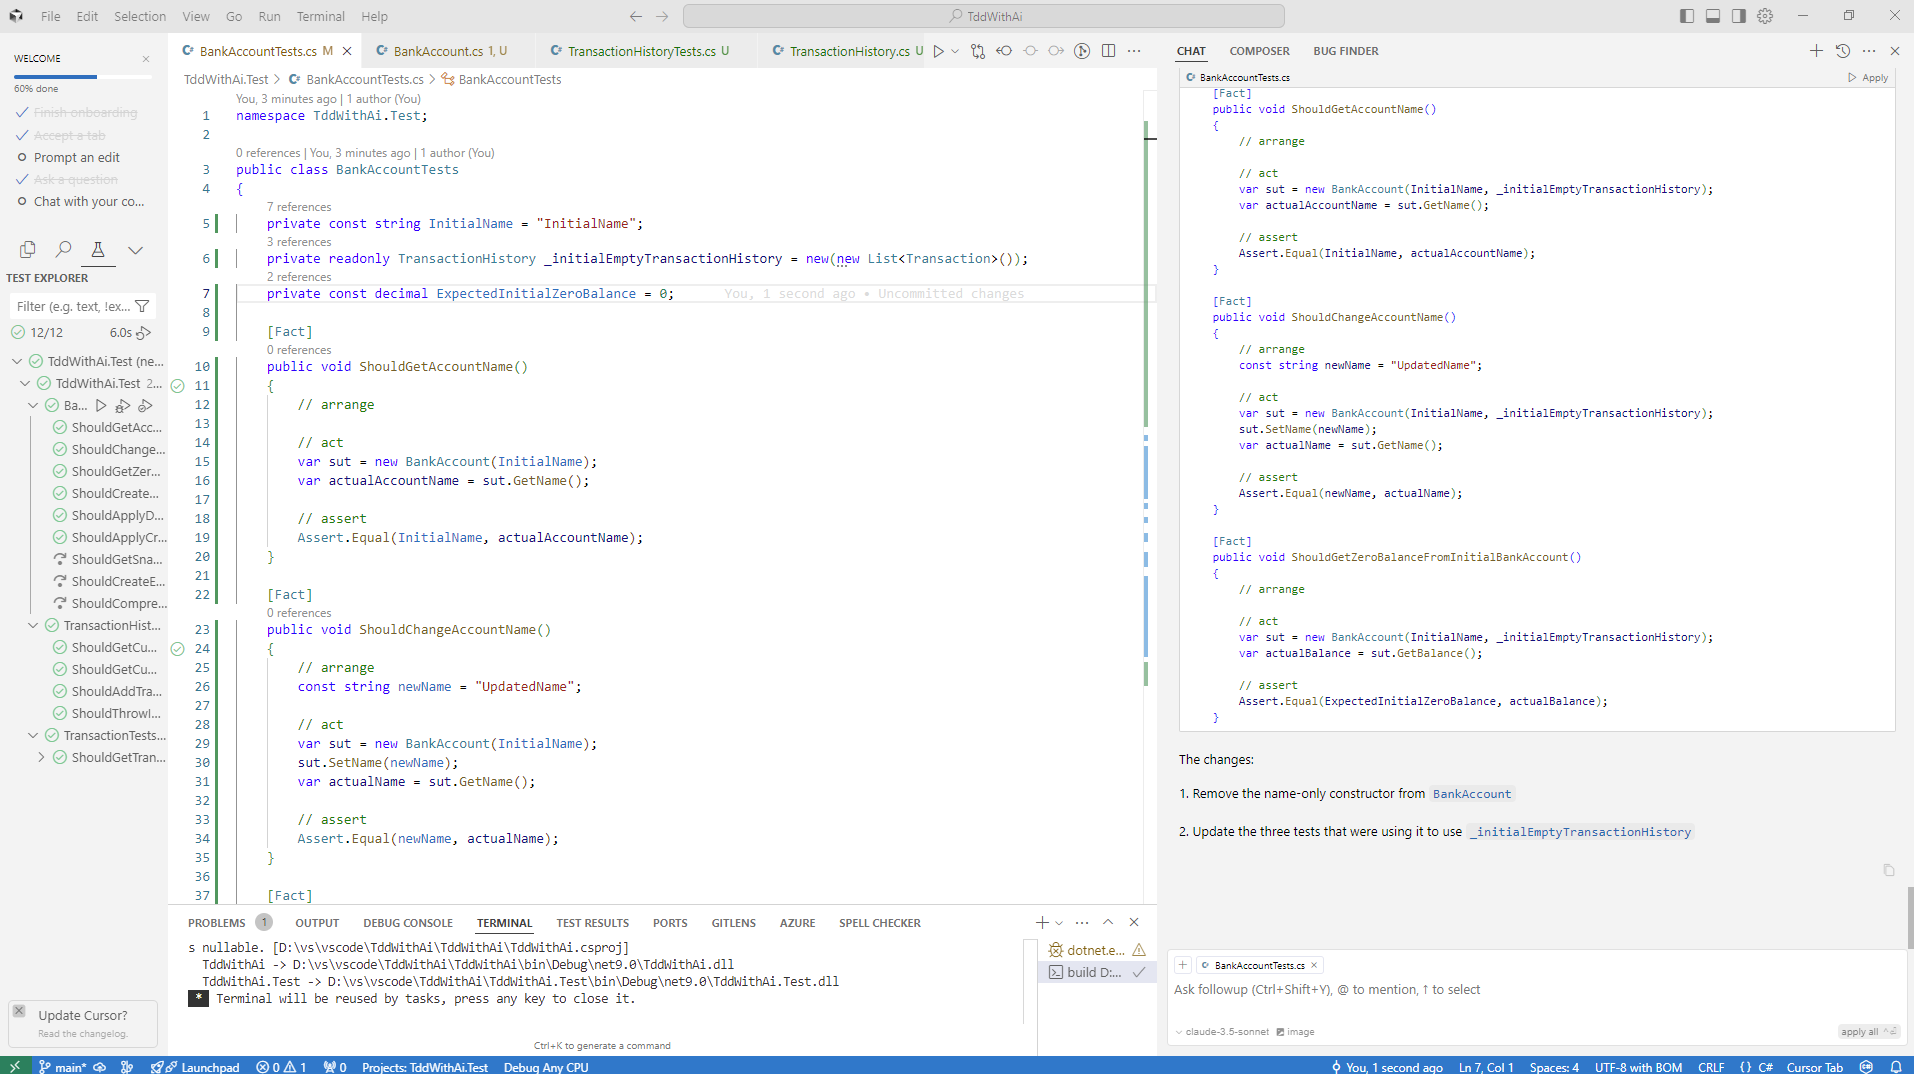 File Edit Selection View Go Run Terminal Help
TddWithAi
WELCOME
60% done
Finish onboarding
Accept a tab
Prompt an edit
Ask a question
Chat with your co...
TEST EXPLORER
Filter (e.g. text, !ex...
12/12 6.0s
TddWithAi.Test (ne...
TddWithAi.Test 2...
Ba...
ShouldGetAcc...
ShouldChange...
ShouldGetZer...
ShouldCreate...
ShouldApplyD...
ShouldApplyCr...
ShouldGetSna...
ShouldCreateE...
ShouldCompre...
TransactionHist...
ShouldGetCu...
ShouldGetCu...
ShouldAddTra...
ShouldThrowI...
TransactionTests...
ShouldGetTran...
Update Cursor?
Read the changelog.
BankAccountTests.cs M
BankAccount.cs 1, U
TransactionHistoryTests.cs U
TransactionHistory.cs U
TddWithAi.Test > BankAccountTests.cs > BankAccountTests
You, 3 minutes ago | 1 author (You)
1 namespace TddWithAi.Test;
2
0 references | You, 3 minutes ago | 1 author (You)
3 public class BankAccountTests
4 {
7 references
5 private const string InitialName = "InitialName";
3 references
6 private readonly TransactionHistory _initialEmptyTransactionHistory = new(new List<Transaction>());
2 references
7 private const decimal ExpectedInitialZeroBalance = 0; You, 1 second ago • Uncommitted changes
8
9 [Fact]
0 references
10 public void ShouldGetAccountName()
11 {
12 // arrange
13
14 // act
15 var sut = new BankAccount(InitialName);
16 var actualAccountName = sut.GetName();
17
18 // assert
19 Assert.Equal(InitialName, actualAccountName);
20 }
21
22 [Fact]
0 references
23 public void ShouldChangeAccountName()
24 {
25 // arrange
26 const string newName = "UpdatedName";
27
28 // act
29 var sut = new BankAccount(InitialName);
30 sut.SetName(newName);
31 var actualName = sut.GetName();
32
33 // assert
34 Assert.Equal(newName, actualName);
35 }
36
37 [Fact]
PROBLEMS 1 OUTPUT DEBUG CONSOLE TERMINAL TEST RESULTS PORTS GITLENS AZURE SPELL CHECKER
s nullable. [D:\vs\vscode\TddWithAi\TddWithAi\TddWithAi.csproj]
TddWithAi -> D:\vs\vscode\TddWithAi\TddWithAi\bin\Debug\net9.0\TddWithAi.dll
TddWithAi.Test -> D:\vs\vscode\TddWithAi\TddWithAi.Test\bin\Debug\net9.0\TddWithAi.Test.dll
* Terminal will be reused by tasks, press any key to close it.
Ctrl+K to generate a command
dotnet.e...
build D:...
CHAT COMPOSER BUG FINDER
BankAccountTests.cs Apply
[Fact]
public void ShouldGetAccountName()
{
// arrange
// act
var sut = new BankAccount(InitialName, _initialEmptyTransactionHistory);
var actualAccountName = sut.GetName();
// assert
Assert.Equal(InitialName, actualAccountName);
}
[Fact]
public void ShouldChangeAccountName()
{
// arrange
const string newName = "UpdatedName";
// act
var sut = new BankAccount(InitialName, _initialEmptyTransactionHistory);
sut.SetName(newName);
var actualName = sut.GetName();
// assert
Assert.Equal(newName, actualName);
}
[Fact]
public void ShouldGetZeroBalanceFromInitialBankAccount()
{
// arrange
// act
var sut = new BankAccount(InitialName, _initialEmptyTransactionHistory);
var actualBalance = sut.GetBalance();
// assert
Assert.Equal(ExpectedInitialZeroBalance, actualBalance);
}
The changes:
1. Remove the name-only constructor from BankAccount
2. Update the three tests that were using it to use _initialEmptyTransactionHistory
BankAccountTests.cs
Ask followup (Ctrl+Shift+Y), @ to mention, ↑ to select
claude-3.5-sonnet image
apply all
main* Launchpad 0 1 0 Projects: TddWithAi.Test Debug Any CPU
You, 1 second ago Ln 7, Col 1 Spaces: 4 UTF-8 with BOM CRLF {} C# Cursor Tab